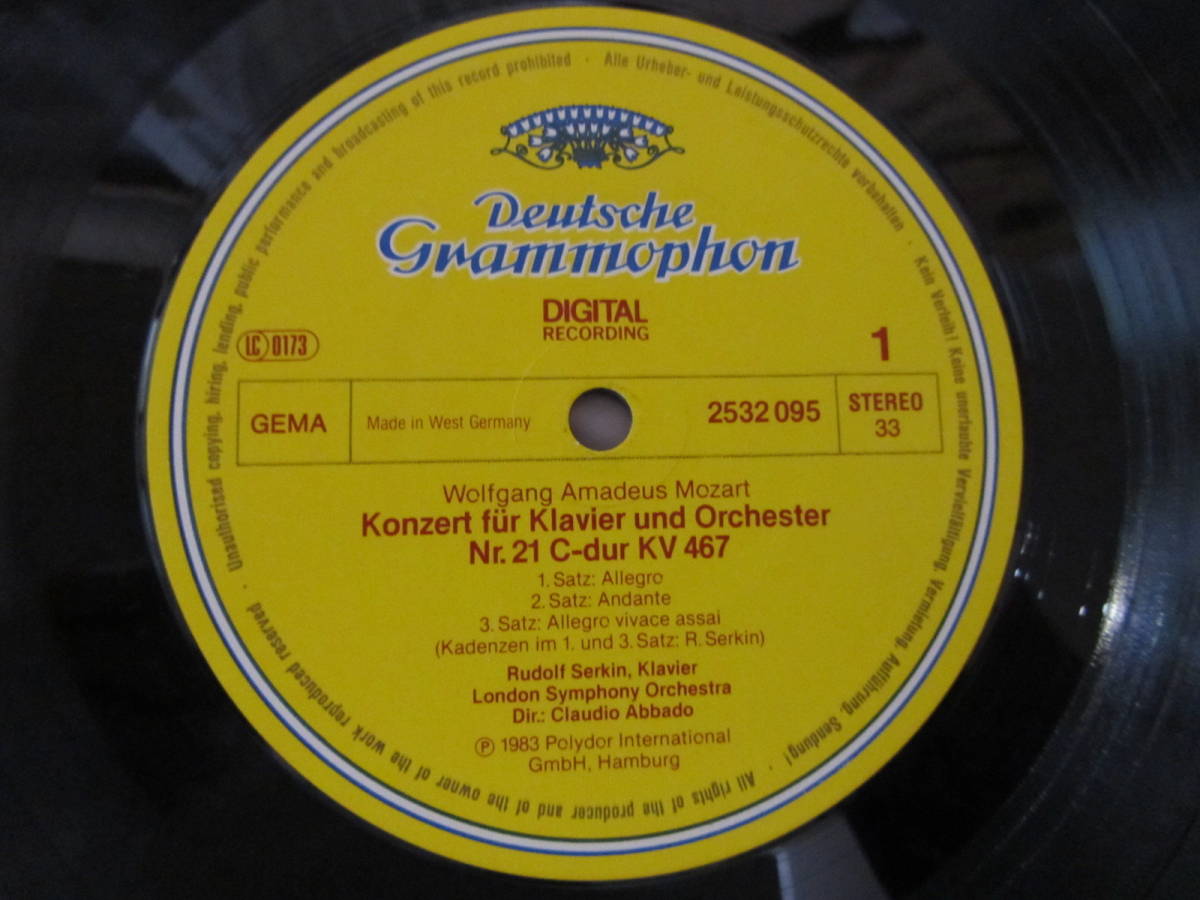 Deutsche
Grammophon
DIGITAL
RECORDING
LC 0173
1
GEMA
Made in West Germany
2532 095
STEREO
33
Wolfgang Amadeus Mozart
Konzert für Klavier und Orchester
Nr. 21 C-dur KV 467
1. Satz: Allegro
2. Satz: Andante
3. Satz: Allegro vivace assai
(Kadenzen im 1. und 3. Satz: R. Serkin)
Rudolf Serkin, Klavier
London Symphony Orchestra
Dir.: Claudio Abbado
℗ 1983 Polydor International
GmbH, Hamburg
Alle Urheber- und Leistungsschutzrechte vorbehalten · Kein Verleih! Keine unerlaubte Vervielfältigung, Vermietung, Aufführung, Sendung! · All rights of the producer and of the owner of the work reproduced reserved · Unauthorised copying, hiring, lending, public performance and broadcasting of this record prohibited ·